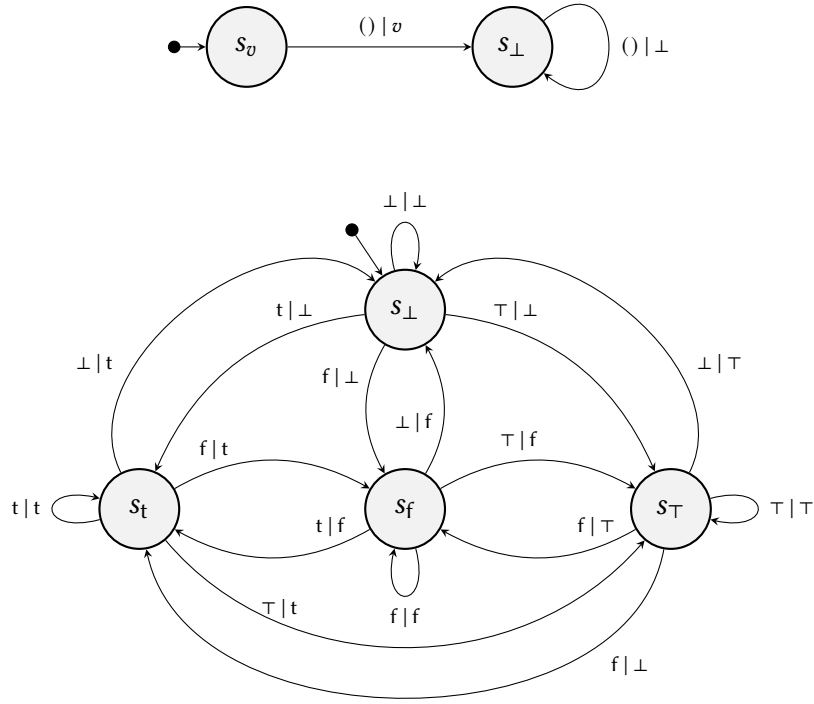 () | v
s_v
s_⊥
() | ⊥
⊥ | ⊥
s_⊥
t | ⊥
⊤ | ⊥
⊥ | t
f | ⊥
⊥ | ⊤
⊥ | f
f | t
⊤ | f
t | t
s_t
s_f
s_⊤
⊤ | ⊤
t | f
f | ⊤
⊤ | t
f | f
f | ⊥